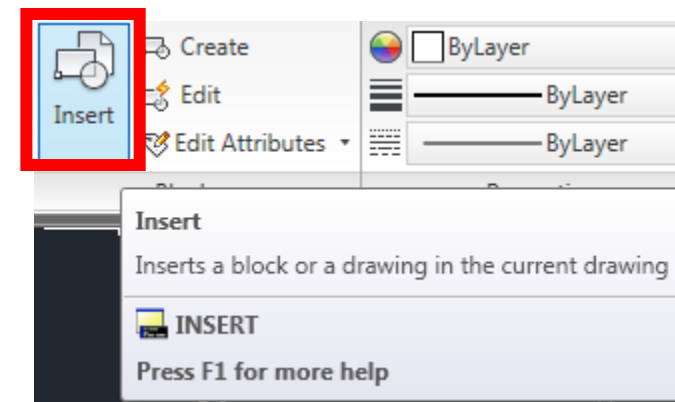 Insert
Create
Edit
Edit Attributes
ByLayer
ByLayer
ByLayer
Insert
Inserts a block or a drawing in the current drawing
INSERT
Press F1 for more help